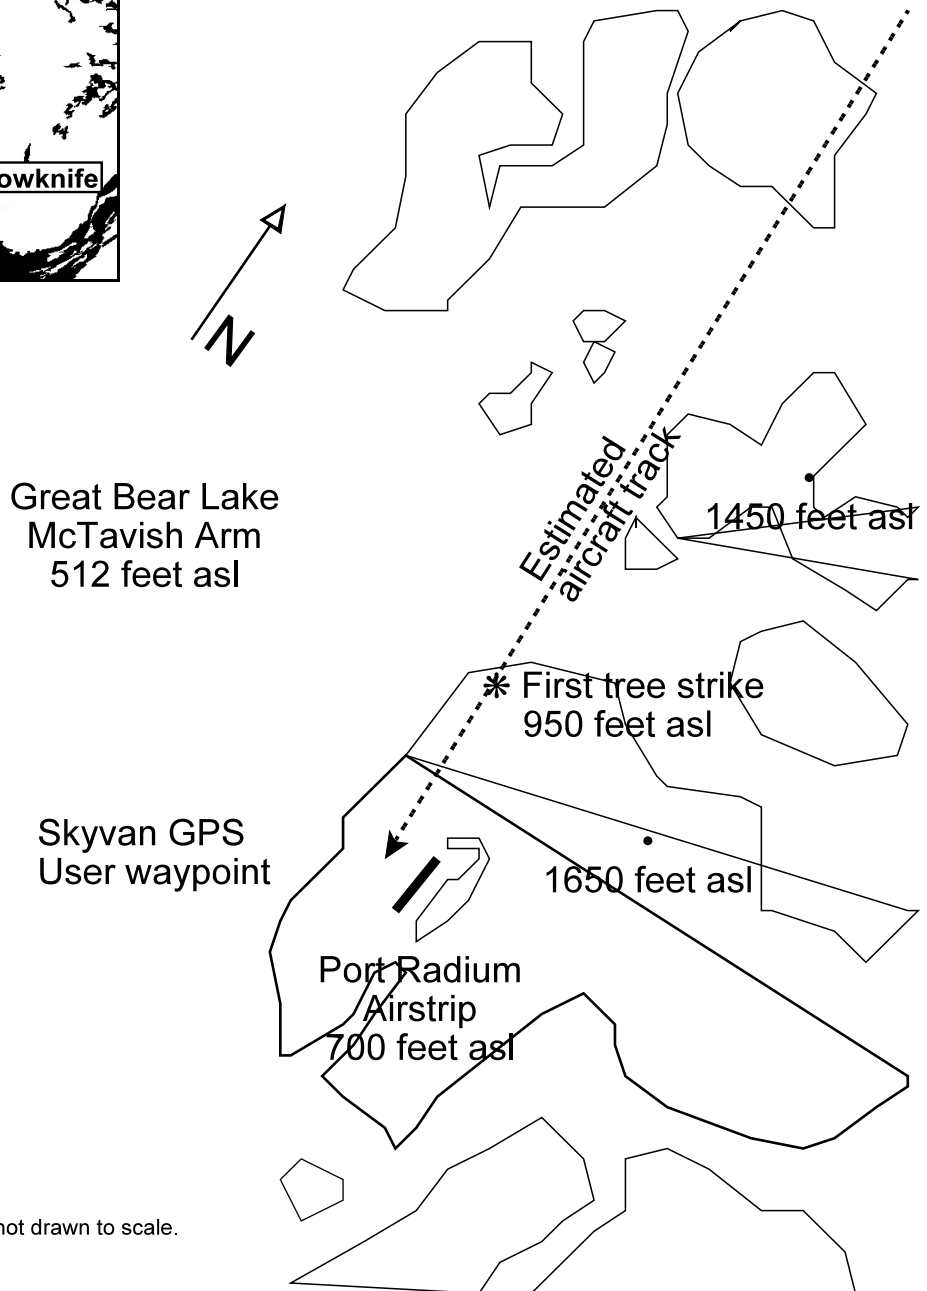 owknife
N
Great Bear Lake
McTavish Arm
512 feet asl
Estimated
aircraft track
1450 feet asl
First tree strike
950 feet asl
Skyvan GPS
User waypoint
1650 feet asl
Port Radium
Airstrip
700 feet asl
not drawn to scale.